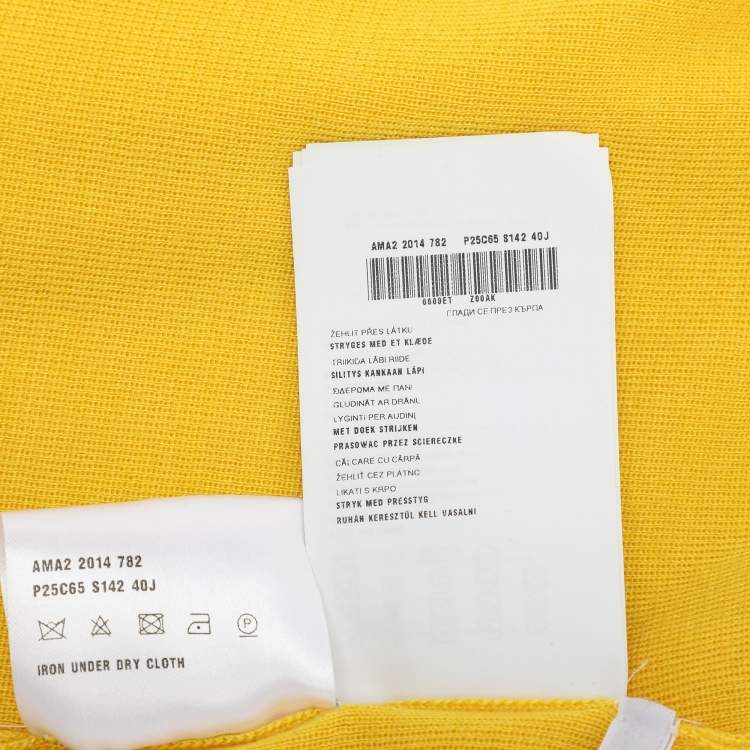 AMA2 2014 782 P25C65 S142 40J
0000ET Z00AK
ГЛАДИ СЕ ПРЕЗ КЪРПА
ŽEHLIT PŘES LÁTKU
STRYGES MED ET KLÆDE
TRIIKIDA LÄBI RIIDE
SILITYS KANKAAN LÄPI
ΣΙΔΕΡΩΜΑ ΜΕ ΠΑΝΙ
GLUDINĀT AR DRĀNU
LYGINTI PER AUDINĮ
MET DOEK STRIJKEN
PRASOWAC PRZEZ SCIERECZKE
CĂLCARE CU CÂRPĂ
ŽEHLIŤ CEZ PLÁTNO
LIKATI S KRPO
STRYK MED PRESSTYG
RUHÁN KERESZTÜL KELL VASALNI
AMA2 2014 782
P25C65 S142 40J
P
IRON UNDER DRY CLOTH